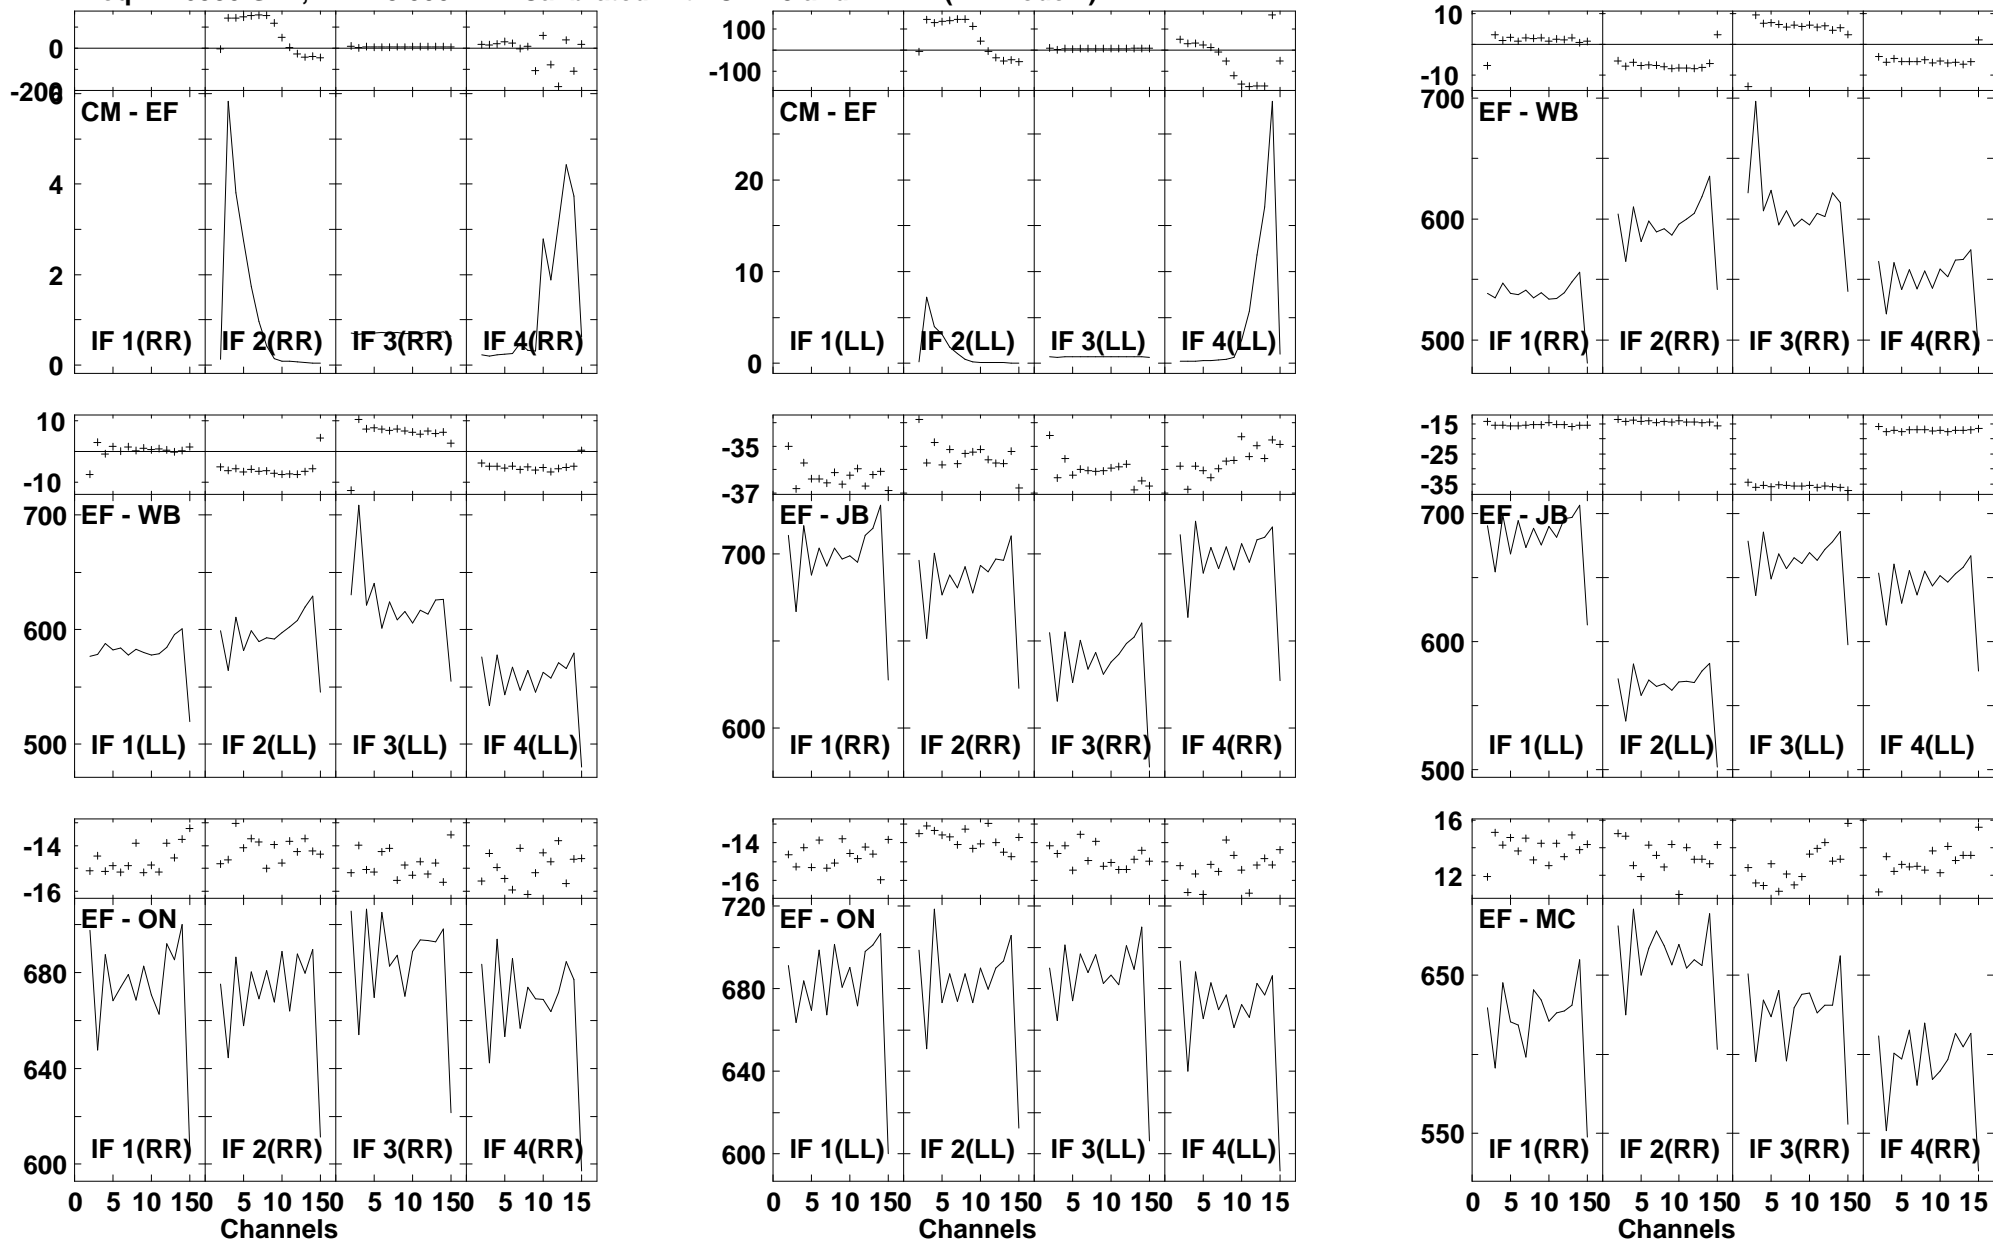 100
10
0
0
-200
-100
-10
6
700
CM - EF
CM - EF
EF - WB
4
20
600
2
10
500
0
0
IF 1(RR) IF 2(RR) IF 3(RR) IF 4(RR)
IF 1(LL) IF 2(LL) IF 3(LL) IF 4(LL)
IF 1(RR) IF 2(RR) IF 3(RR) IF 4(RR)
10
-35
-15
-25
-10
-37
-35
700
700
700
EF - WB
EF - JB
EF - JB
600
600
600
500
500
IF 1(LL) IF 2(LL) IF 3(LL) IF 4(LL)
IF 1(RR) IF 2(RR) IF 3(RR) IF 4(RR)
IF 1(LL) IF 2(LL) IF 3(LL) IF 4(LL)
-14
-14
16
-16
-16
12
720
EF - ON
EF - ON
EF - MC
680
680
650
640
640
600
600
550
IF 1(RR) IF 2(RR) IF 3(RR) IF 4(RR)
IF 1(LL) IF 2(LL) IF 3(LL) IF 4(LL)
IF 1(RR) IF 2(RR) IF 3(RR) IF 4(RR)
0 5 10 150 5 10 150 5 10 150 5 10 15
0 5 10 150 5 10 150 5 10 150 5 10 15
0 5 10 150 5 10 150 5 10 150 5 10 15
Channels
Channels
Channels